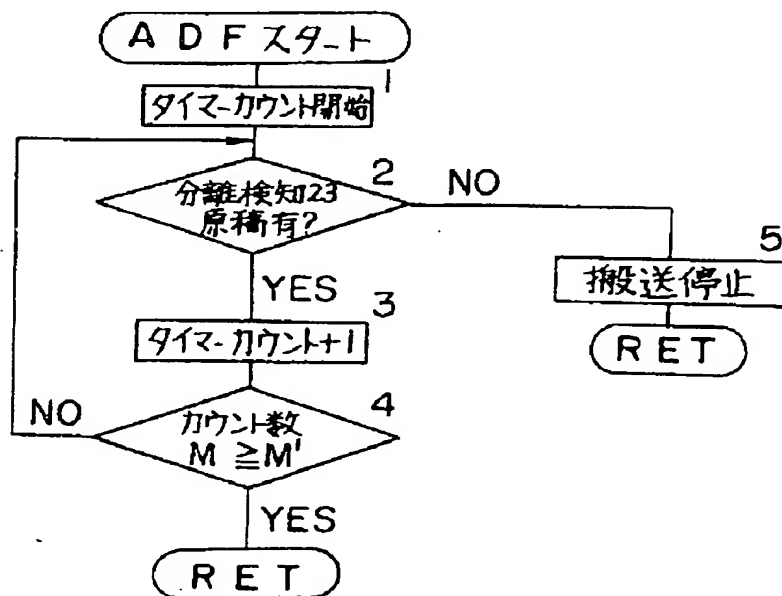 ADFスタート
1
タイマーカウント開始
2
分離検知23
原稿有?
NO
5
搬送停止
YES
RET
3
タイマーカウント+1
4
NO
カウント数
M ≧M'
YES
RET